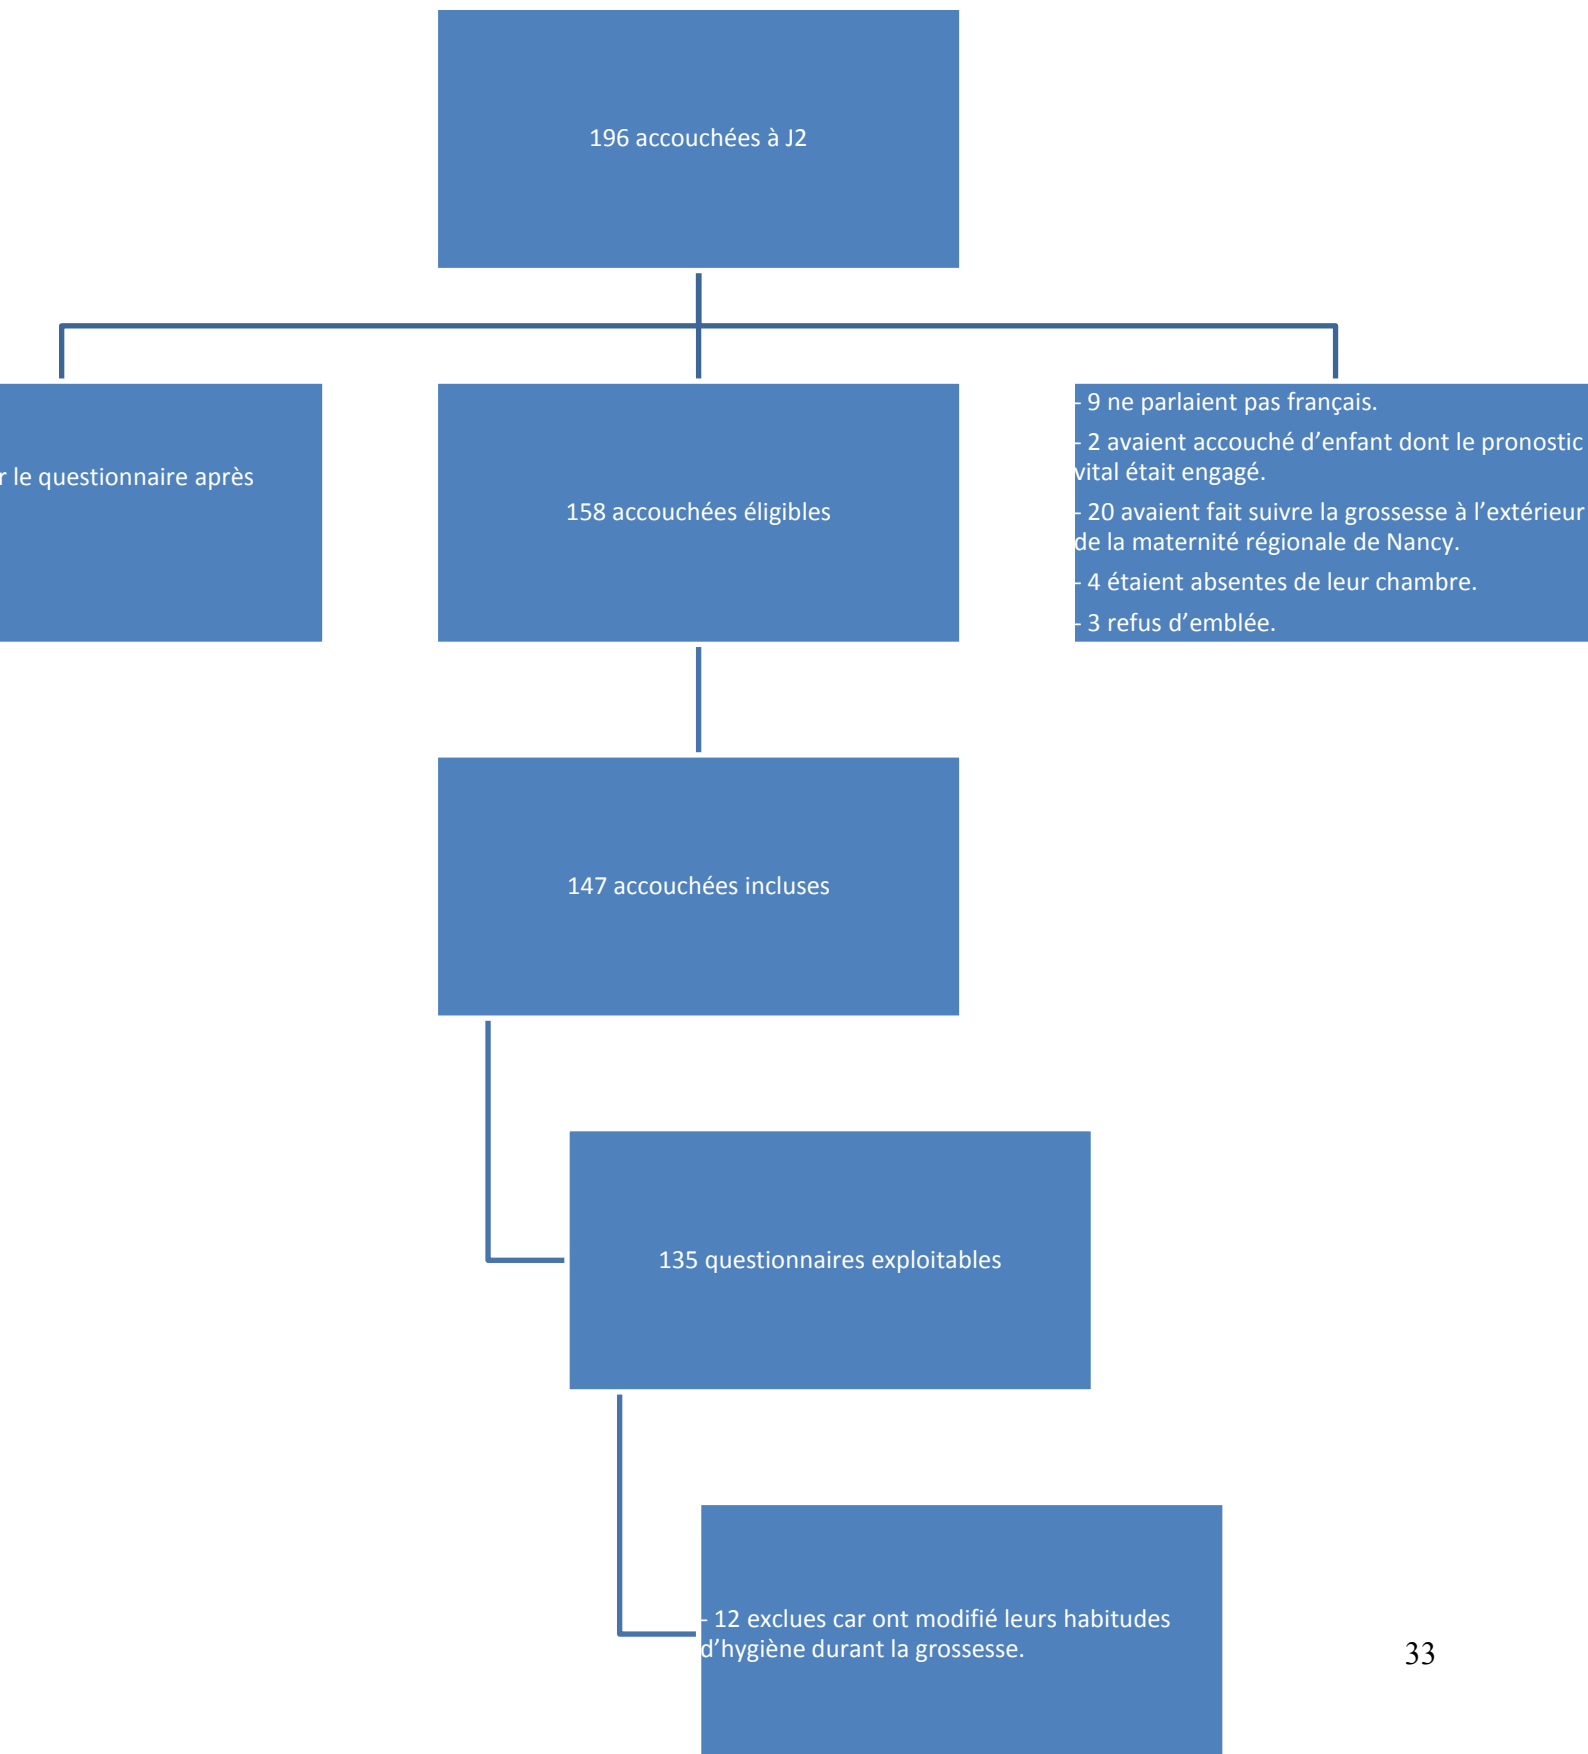 196 accouchées à J2
le questionnaire après
158 accouchées éligibles
- 9 ne parlaient pas français.
- 2 avaient accouché d’enfant dont le pronostic
vital était engagé.
- 20 avaient fait suivre la grossesse à l’extérieur
de la maternité régionale de Nancy.
- 4 étaient absentes de leur chambre.
- 3 refus d’emblée.
147 accouchées incluses
135 questionnaires exploitables
- 12 exclues car ont modifié leurs habitudes
d’hygiène durant la grossesse.
33